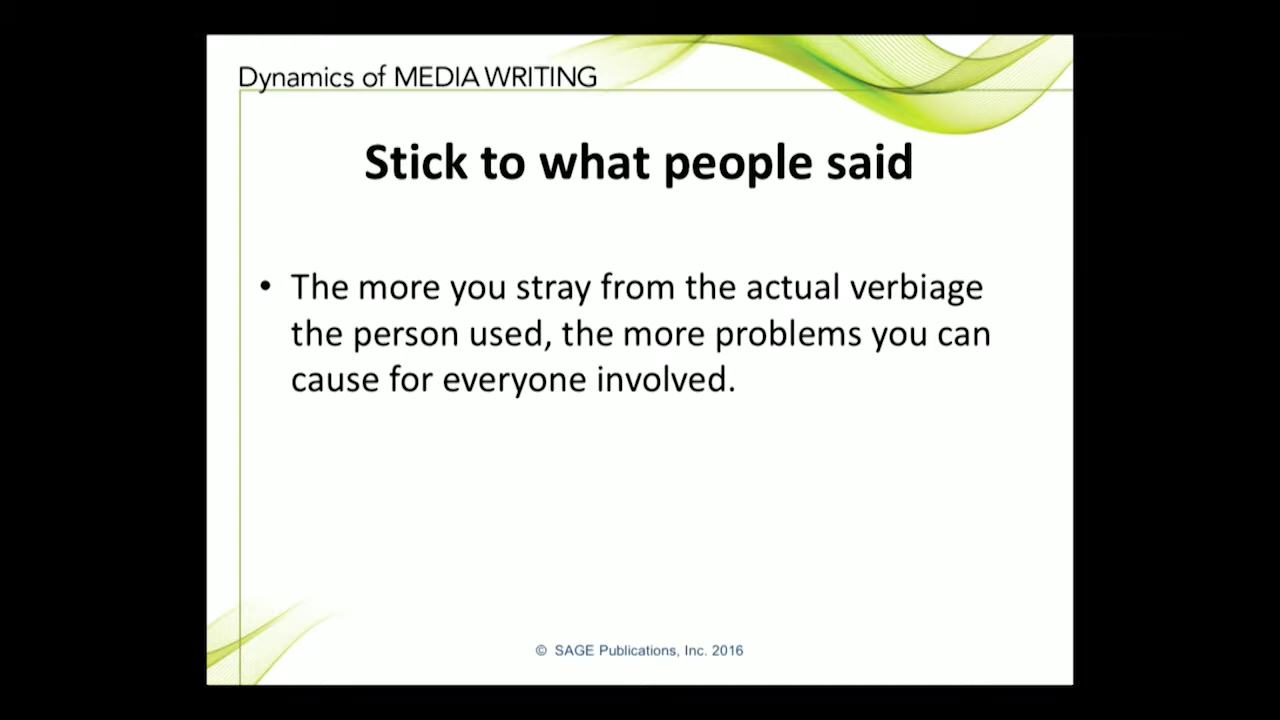 Dynamics of MEDIA WRITING
Stick to what people said
• The more you stray from the actual verbiage
the person used, the more problems you can
cause for everyone involved.
© SAGE Publications, Inc. 2016